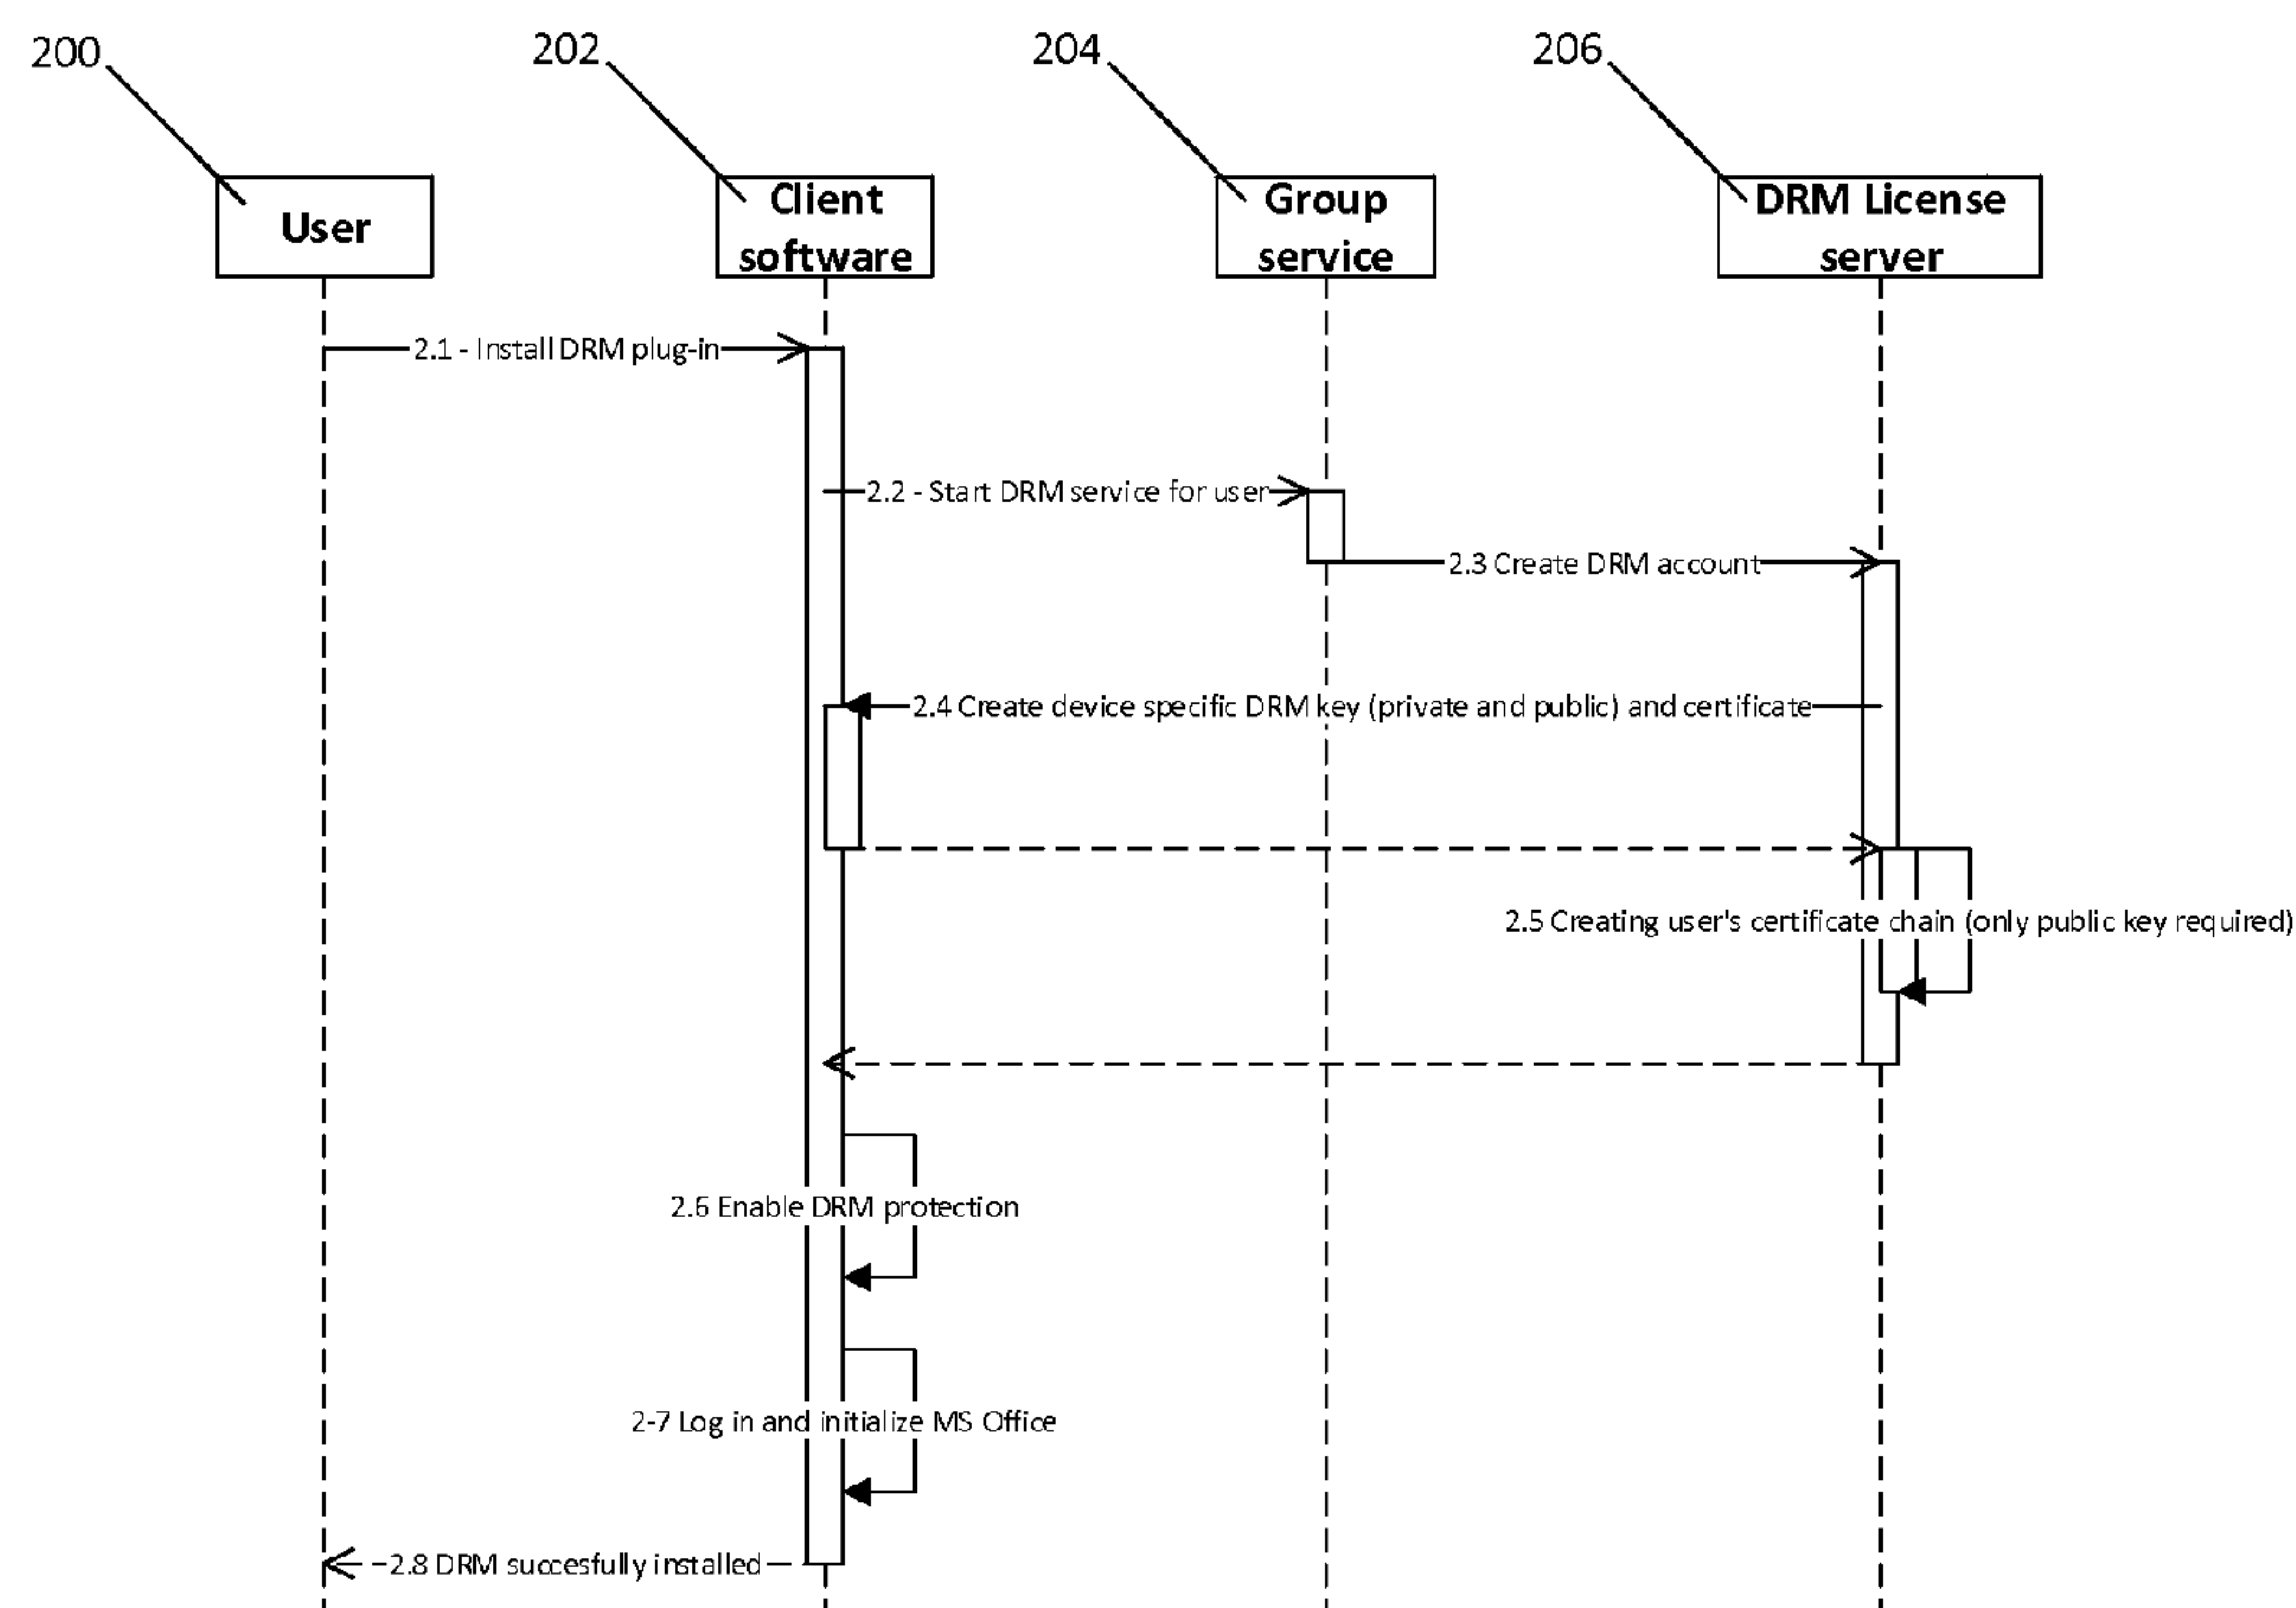 200
202
204
206
User
Client
software
Group
service
DRM License
server
2.1 - Install DRM plug-in
2.2 - Start DRM service for user
2.3 Create DRM account
2.4 Create device specific DRM key (private and public) and certificate
2.5 Creating user's certificate chain (only public key required)
2.6 Enable DRM protection
2-7 Log in and initialize MS Office
2.8 DRM succesfully installed